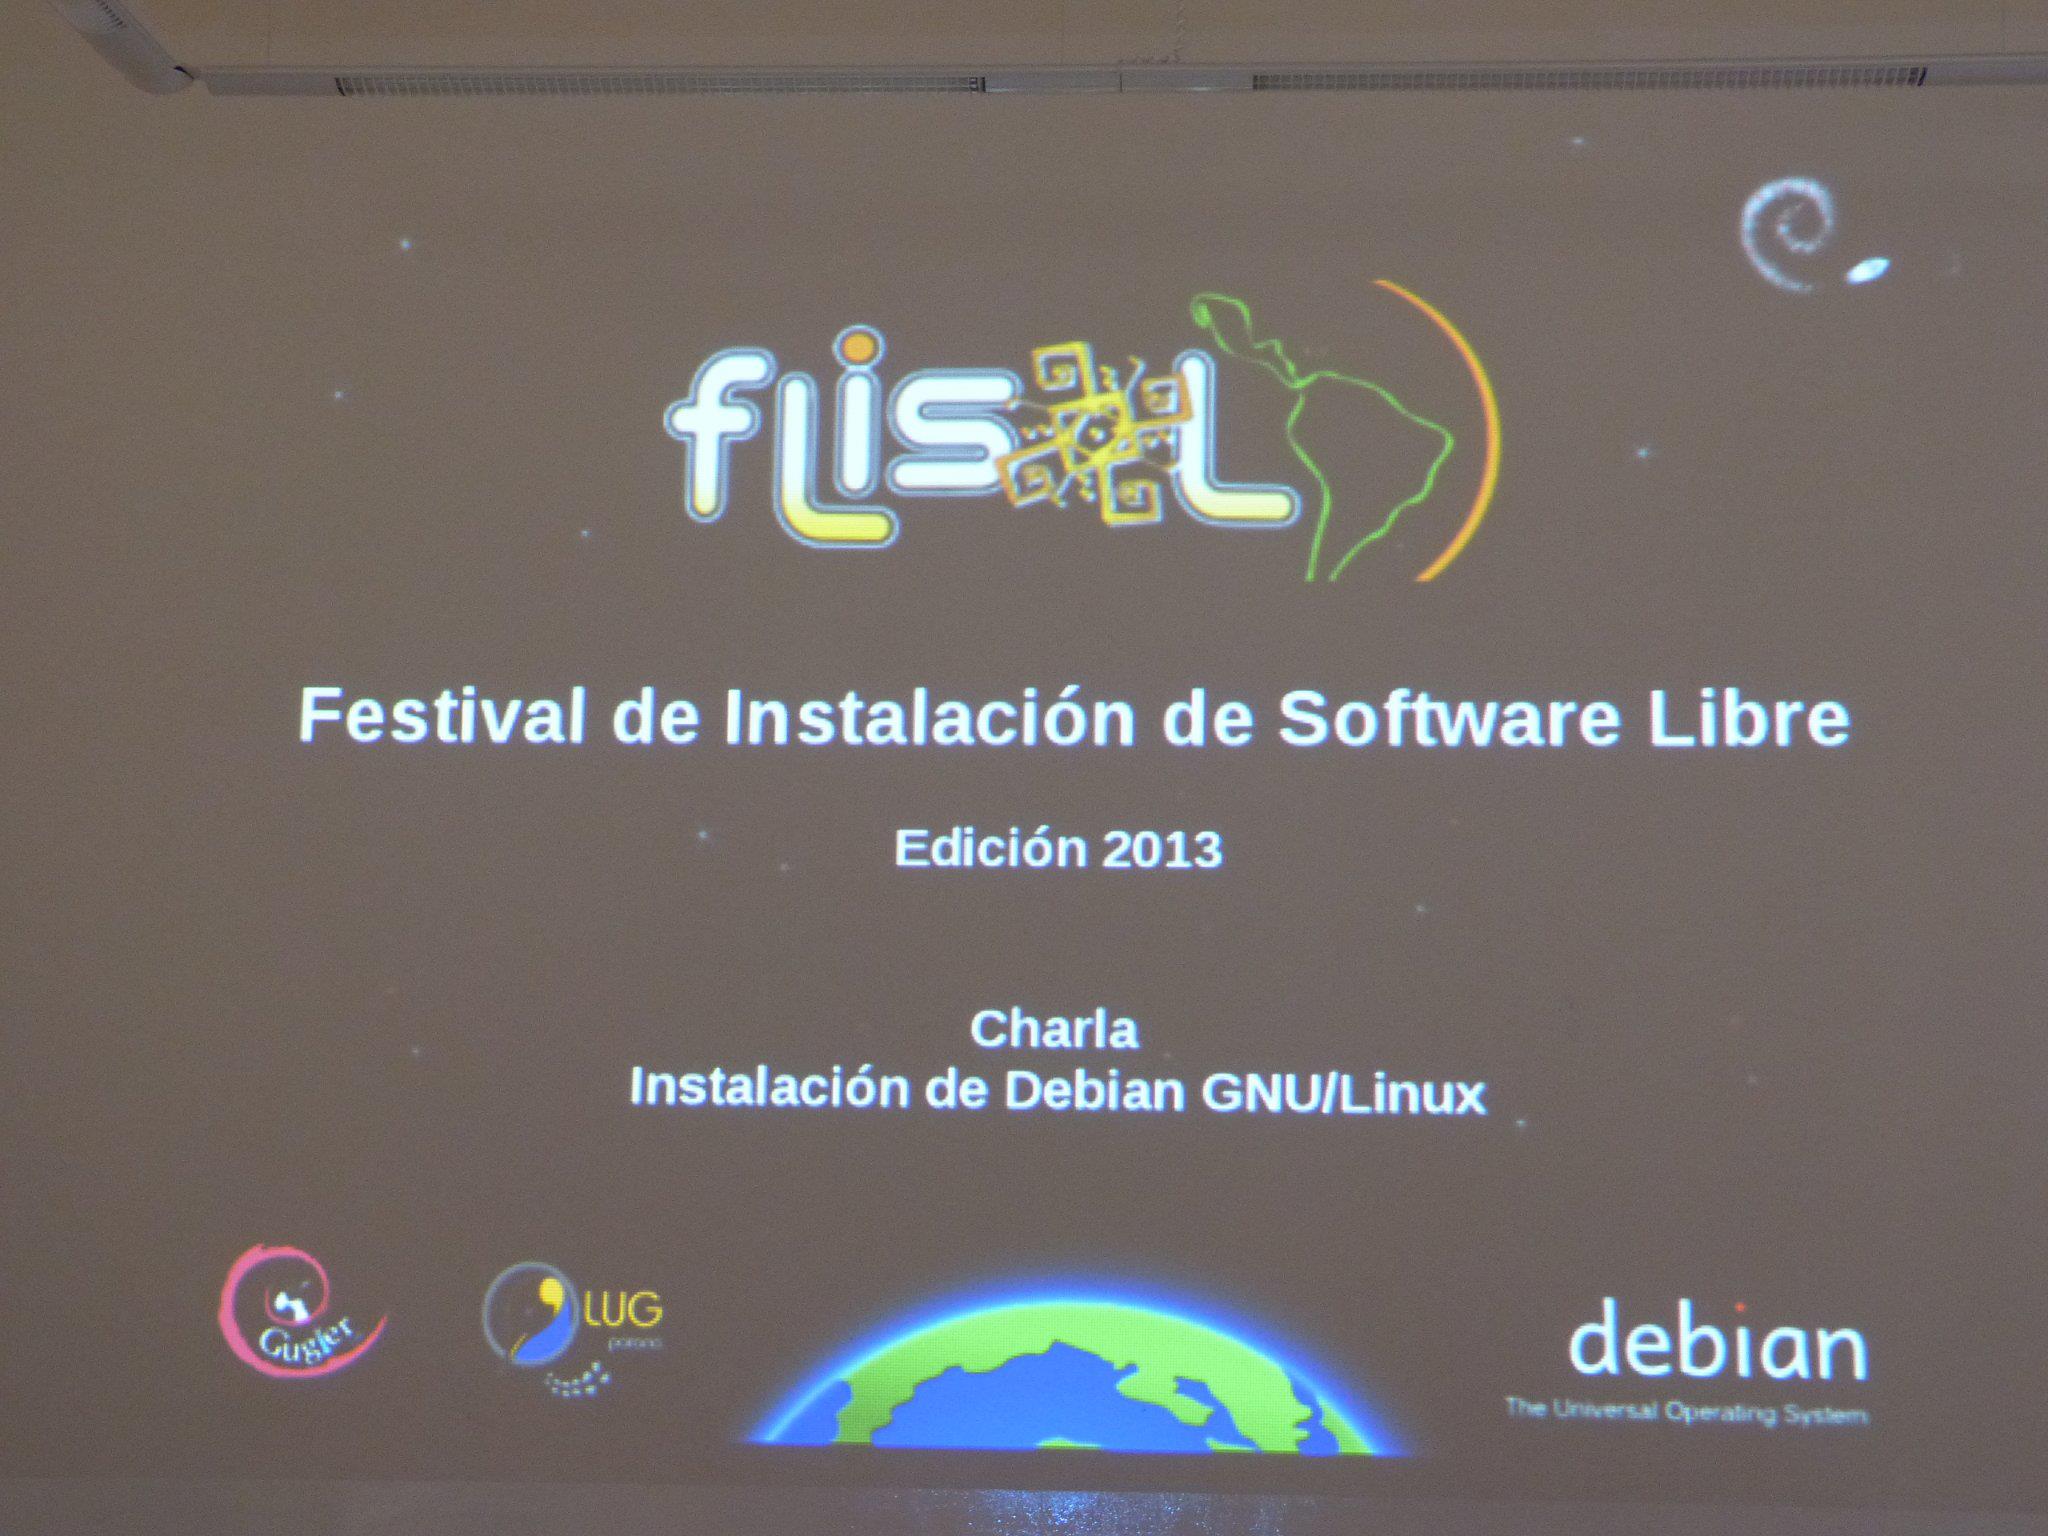 fLISOL
Festival de Instalación de Software Libre
Edición 2013
Charla
Instalación de Debian GNU/Linux
Gugler
LUG
debian
The Universal Operating System